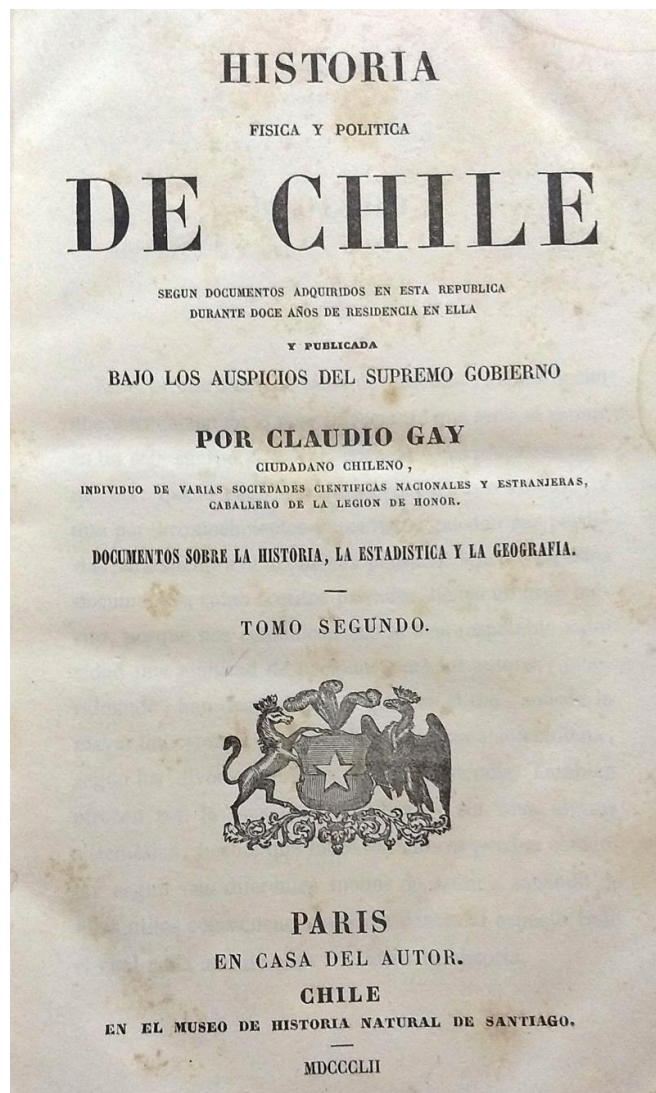 HISTORIA
FISICA Y POLITICA
DE CHILE
SEGUN DOCUMENTOS ADQUIRIDOS EN ESTA REPUBLICA
DURANTE DOCE AÑOS DE RESIDENCIA EN ELLA
Y PUBLICADA
BAJO LOS AUSPICIOS DEL SUPREMO GOBIERNO
POR CLAUDIO GAY
CIUDADANO CHILENO,
INDIVIDUO DE VARIAS SOCIEDADES CIENTIFICAS NACIONALES Y ESTRANJERAS,
CABALLERO DE LA LEGION DE HONOR.
DOCUMENTOS SOBRE LA HISTORIA, LA ESTADISTICA Y LA GEOGRAFIA.
TOMO SEGUNDO.
PARIS
EN CASA DEL AUTOR.
CHILE
EN EL MUSEO DE HISTORIA NATURAL DE SANTIAGO.
MDCCCLII